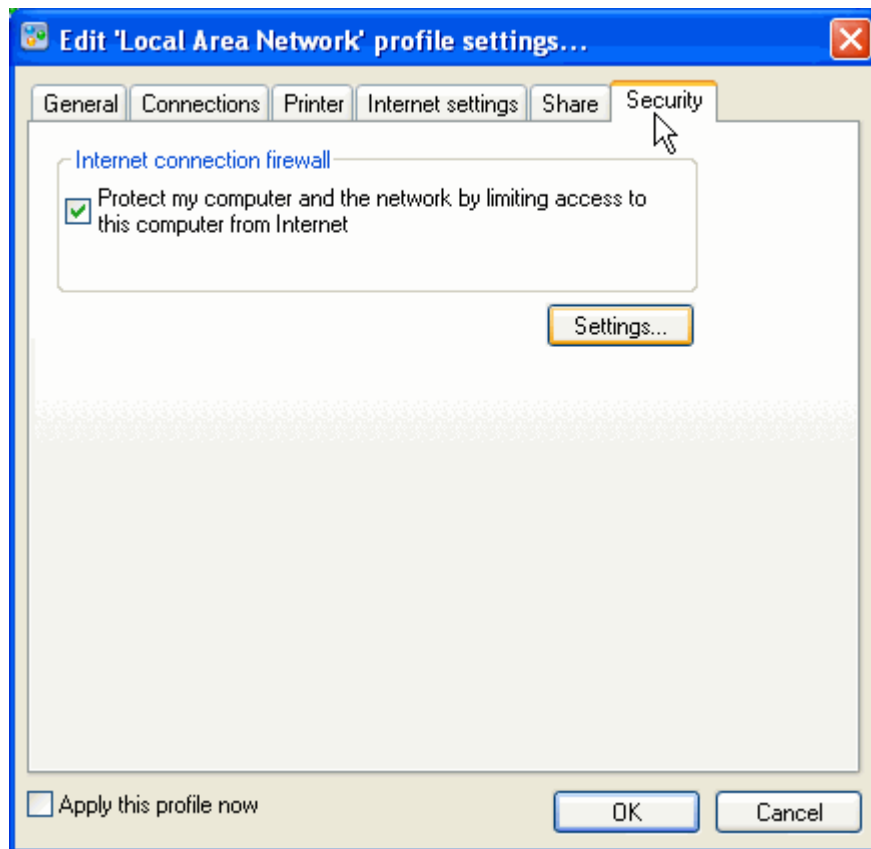 Edit 'Local Area Network' profile settings...
General Connections Printer Internet settings Share Security
Internet connection firewall
Protect my computer and the network by limiting access to
this computer from Internet
Settings...
Apply this profile now OK Cancel